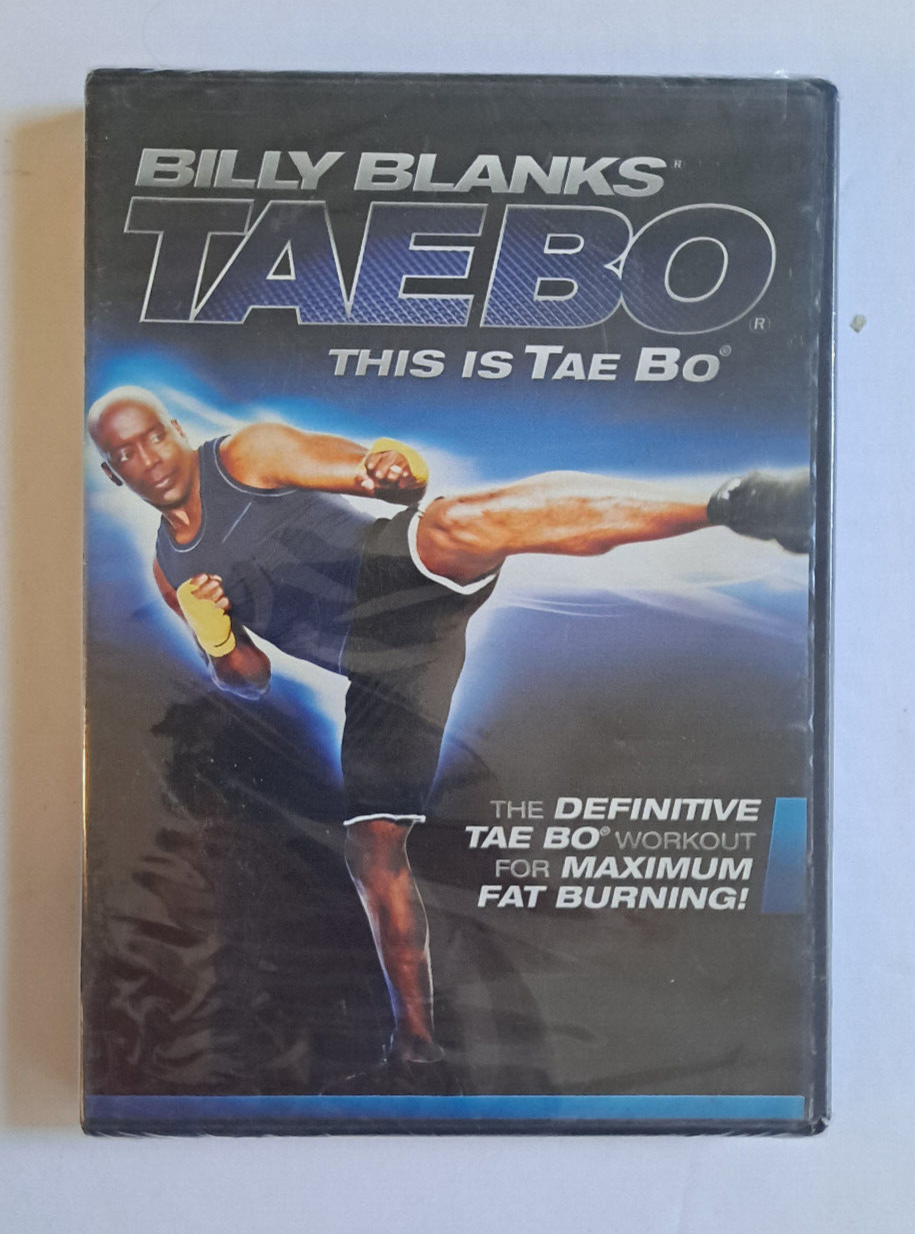 BILLY BLANKS®
TAEBO®
THIS IS TAE BO®
THE DEFINITIVE
TAE BO® WORKOUT
FOR MAXIMUM
FAT BURNING!